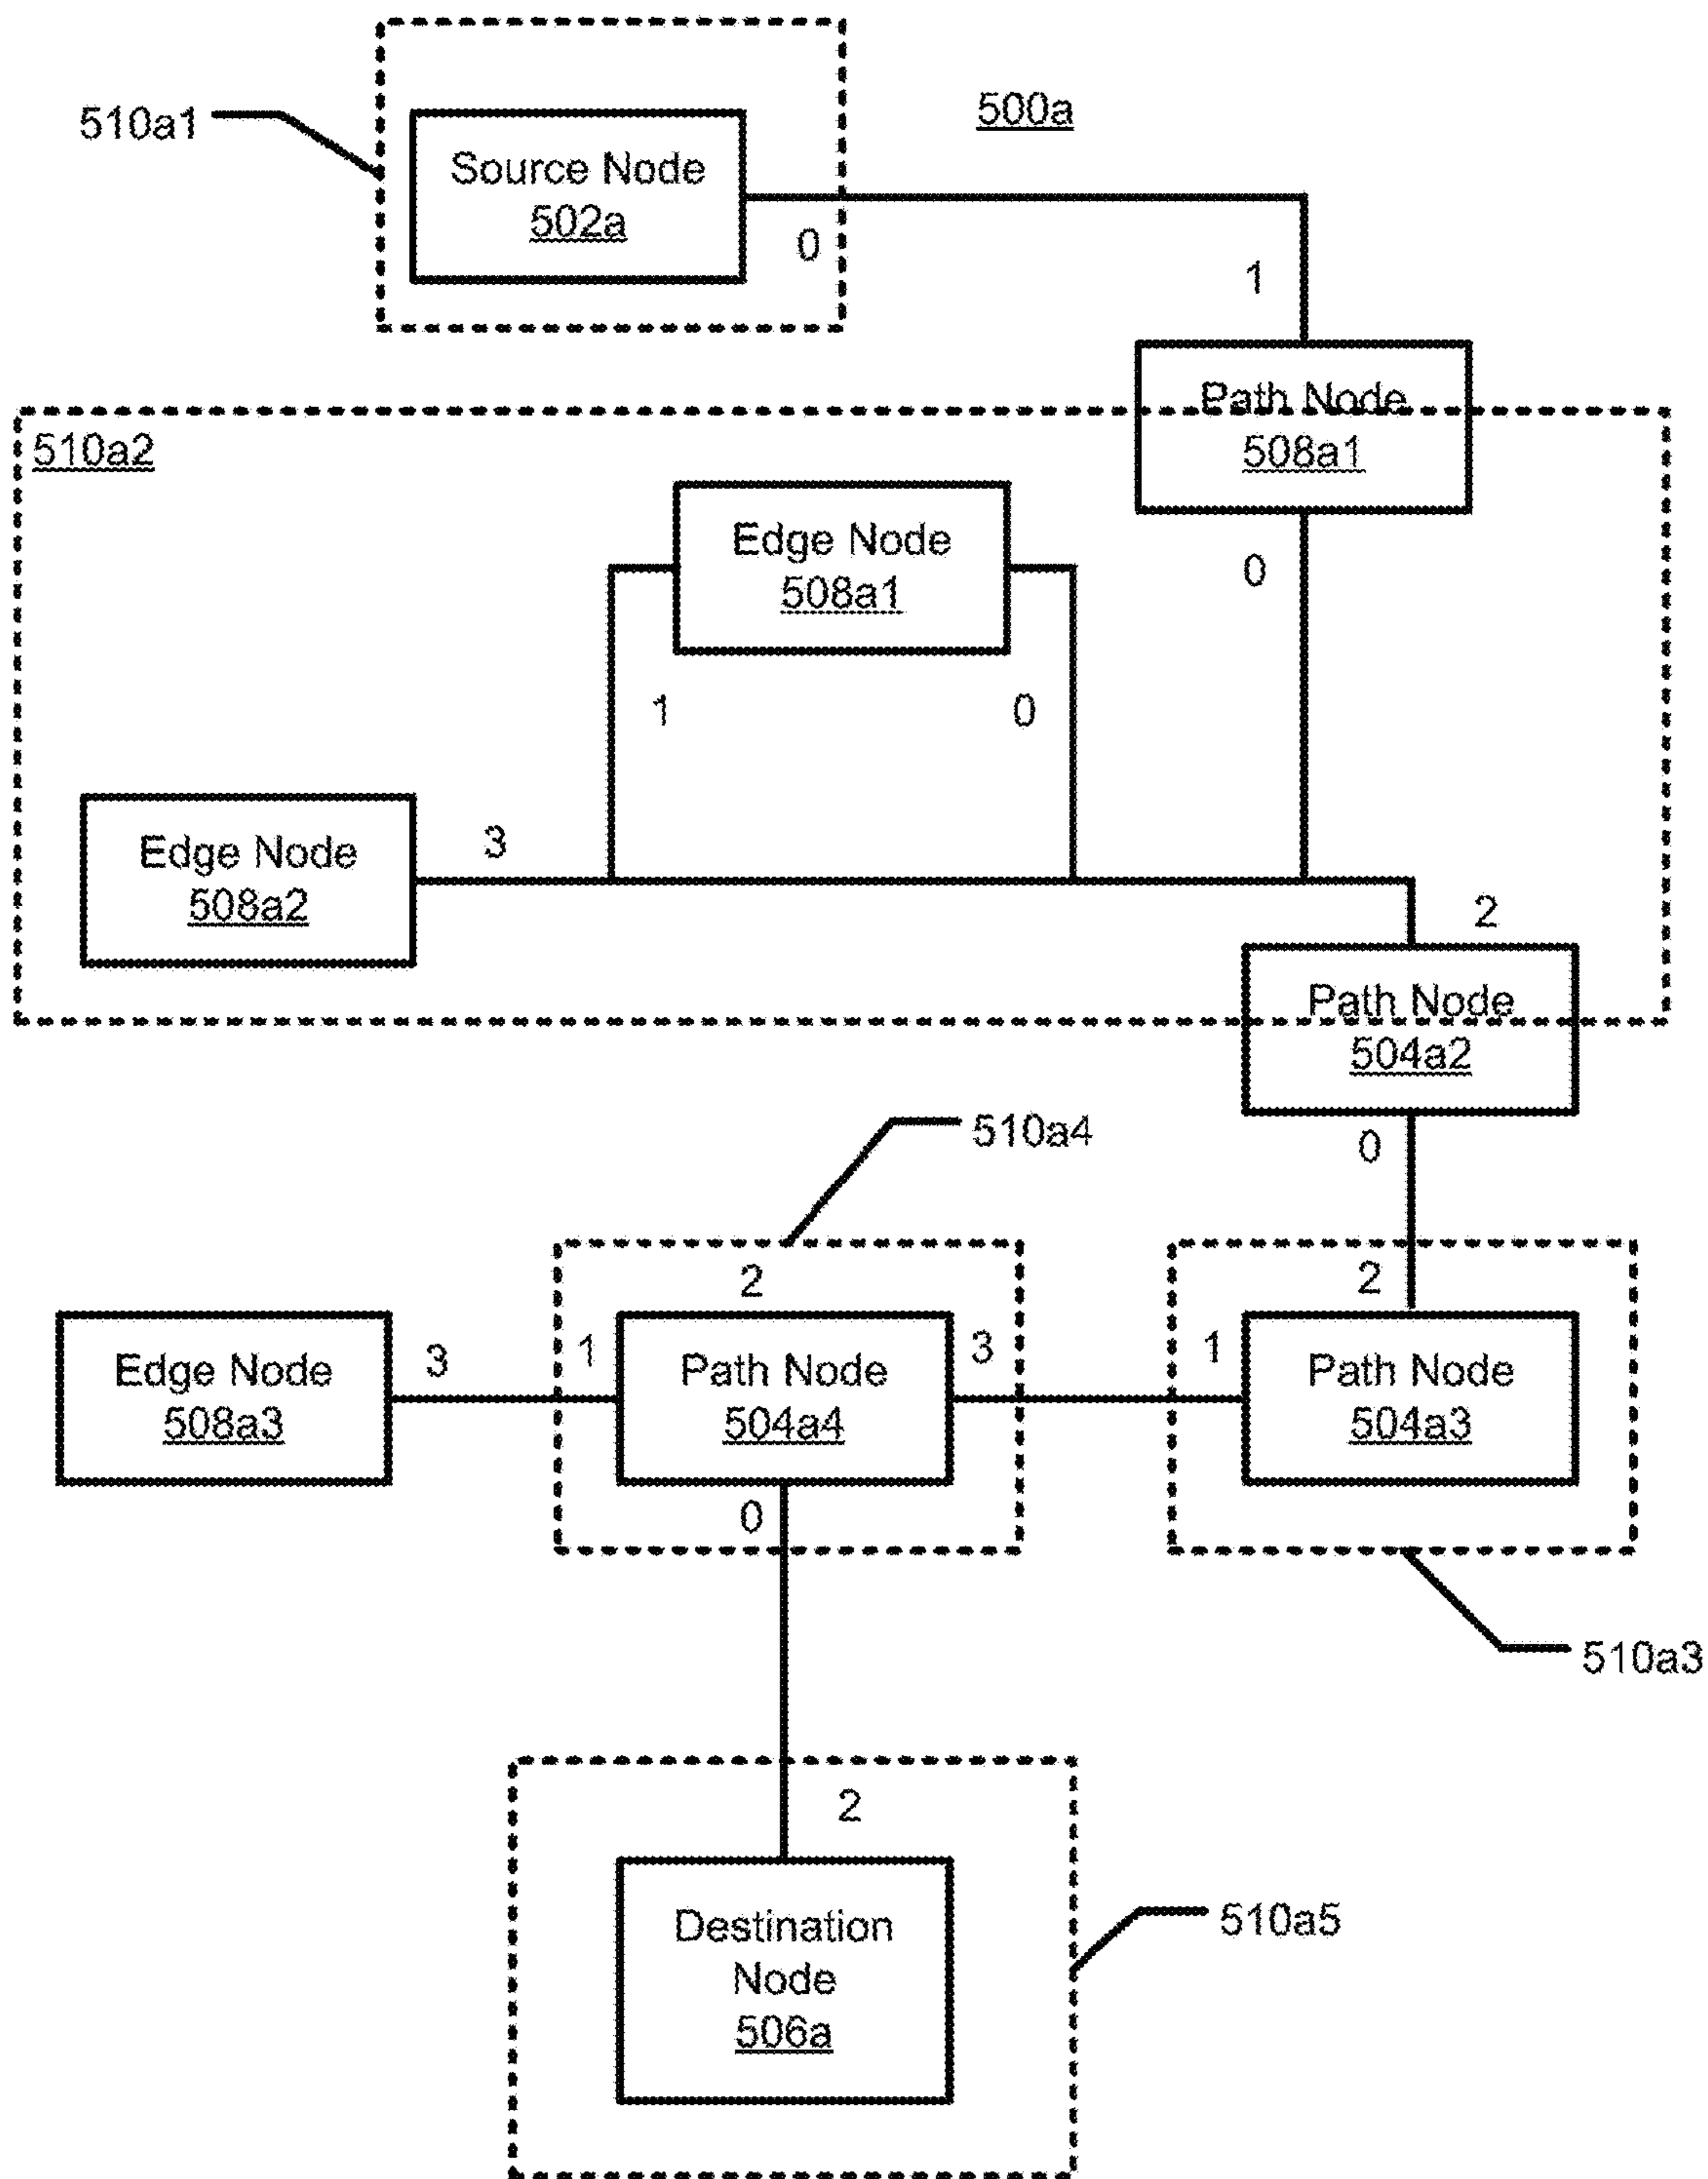 510a1
500a
Source Node
502a
0
1
Path Node
508a1
510a2
Edge Node
508a1
0
1
0
Edge Node
508a2
3
2
Path Node
504a2
510a4
0
2
2
Edge Node
508a3
3
1
Path Node
504a4
3
1
Path Node
504a3
0
510a3
2
Destination
Node
506a
510a5